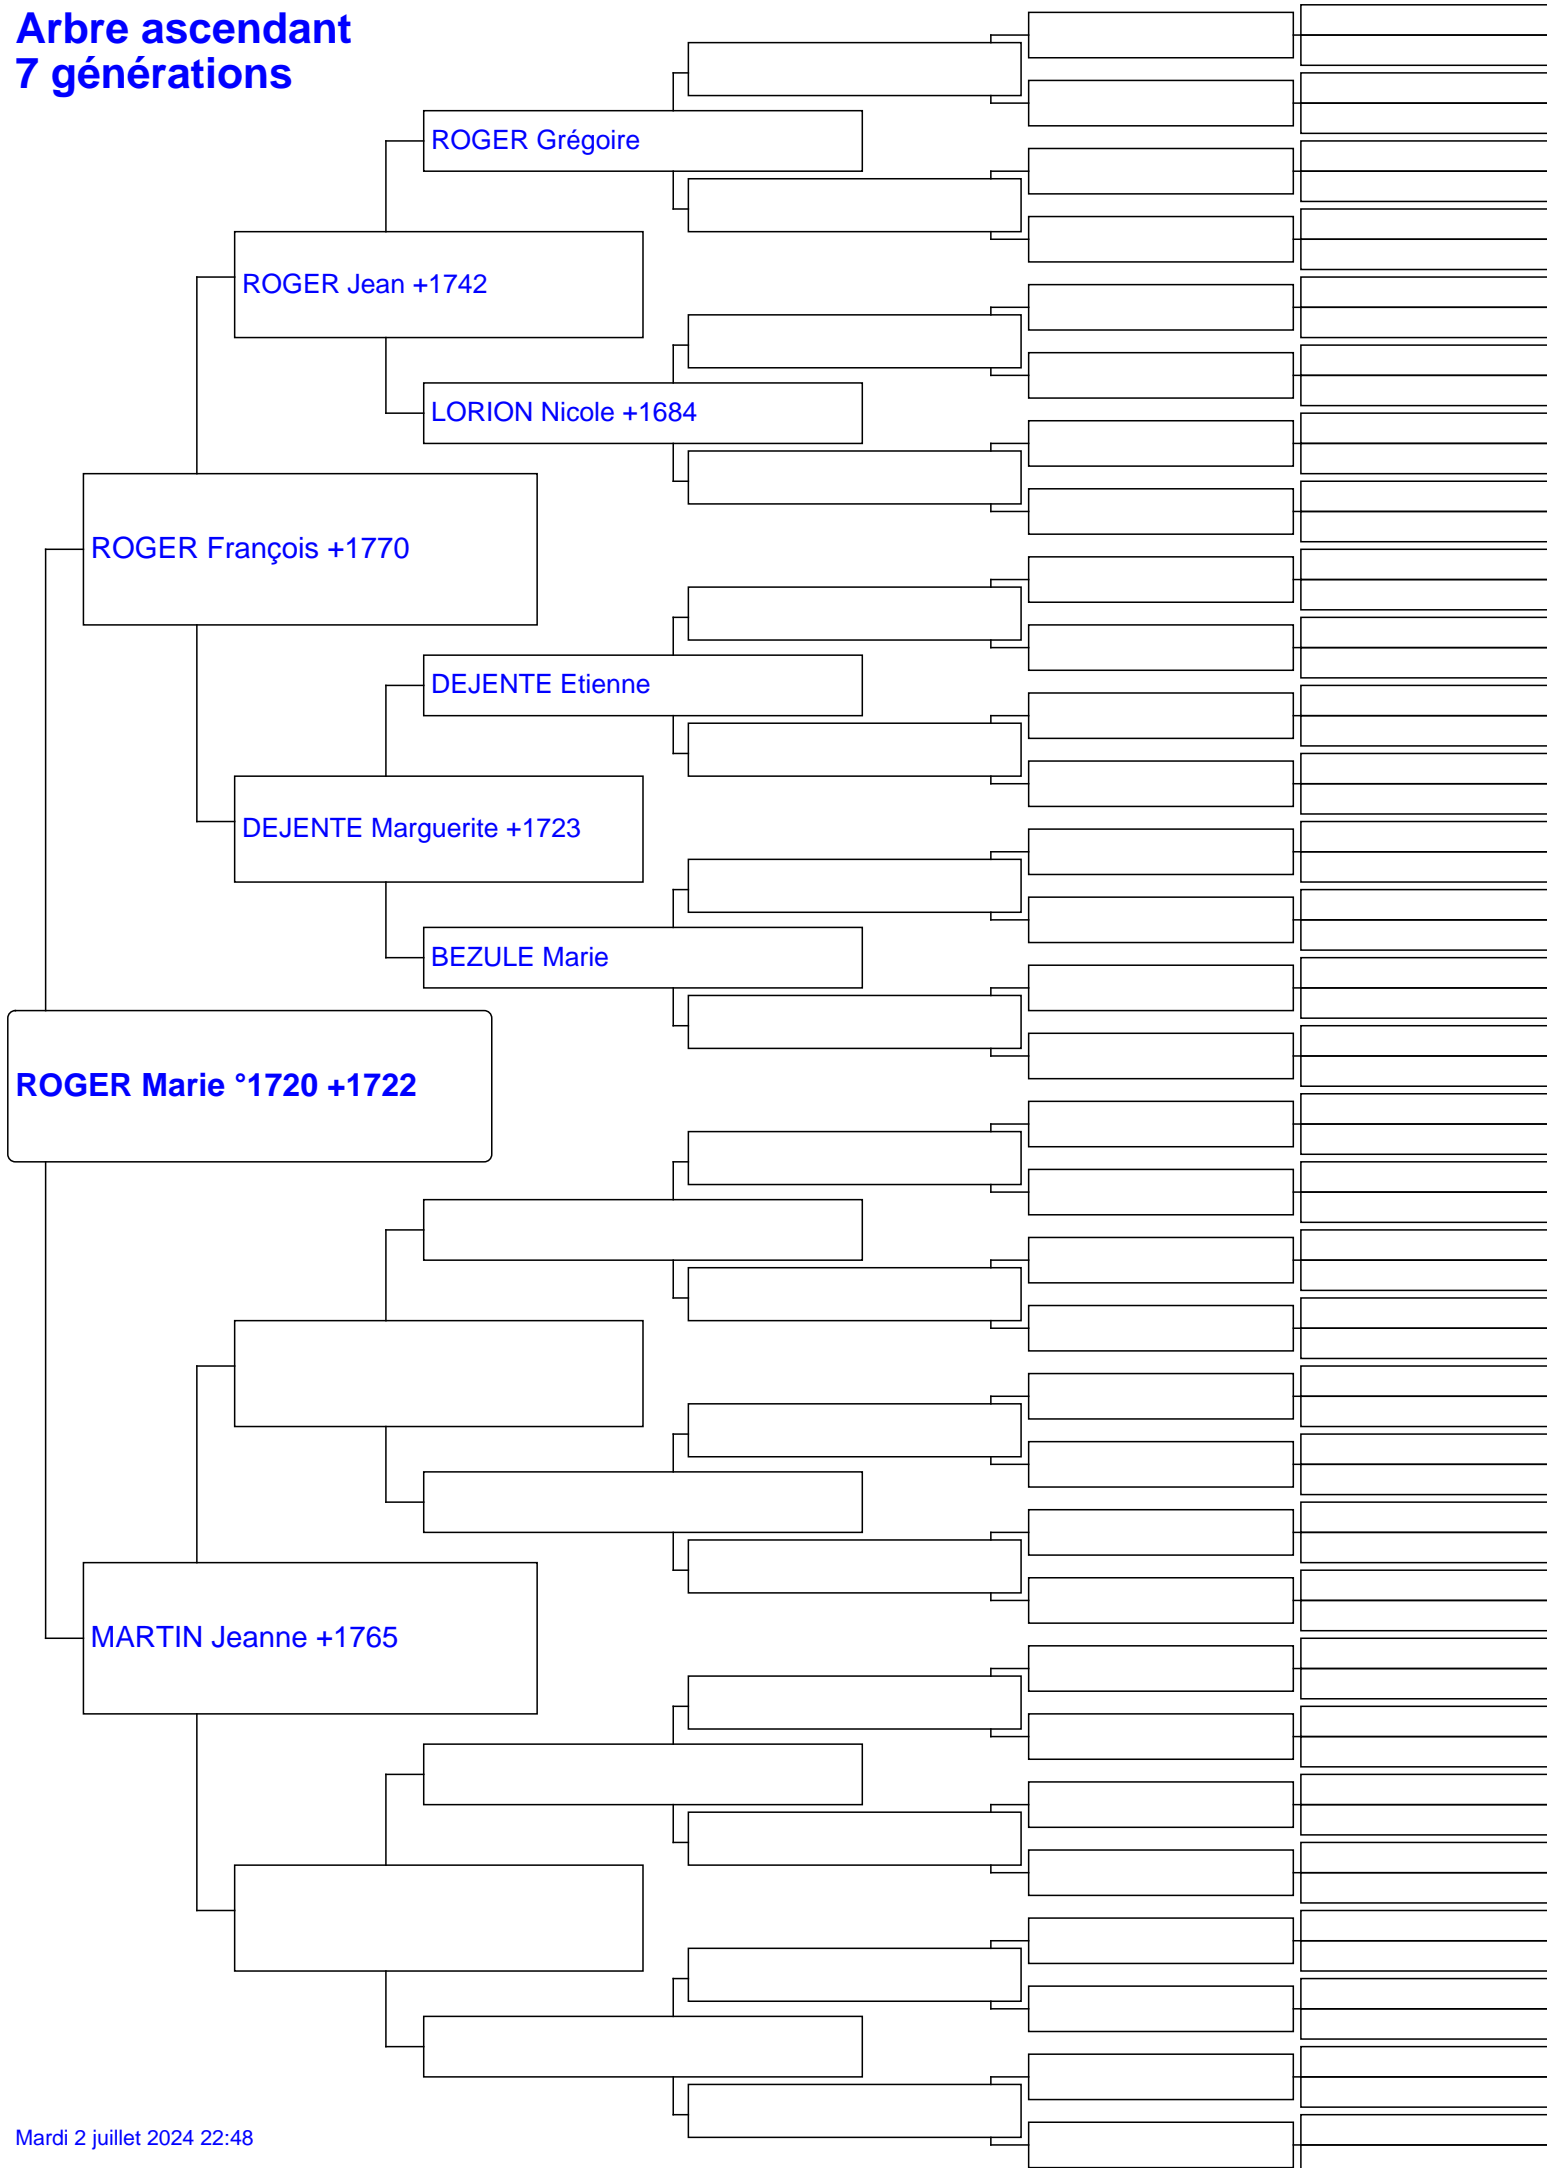 Arbre ascendant
7 générations
ROGER Grégoire
ROGER Jean +1742
LORION Nicole +1684
ROGER François +1770
DEJENTE Etienne
DEJENTE Marguerite +1723
BEZULE Marie
ROGER Marie °1720 +1722
MARTIN Jeanne +1765
Mardi 2 juillet 2024 22:48